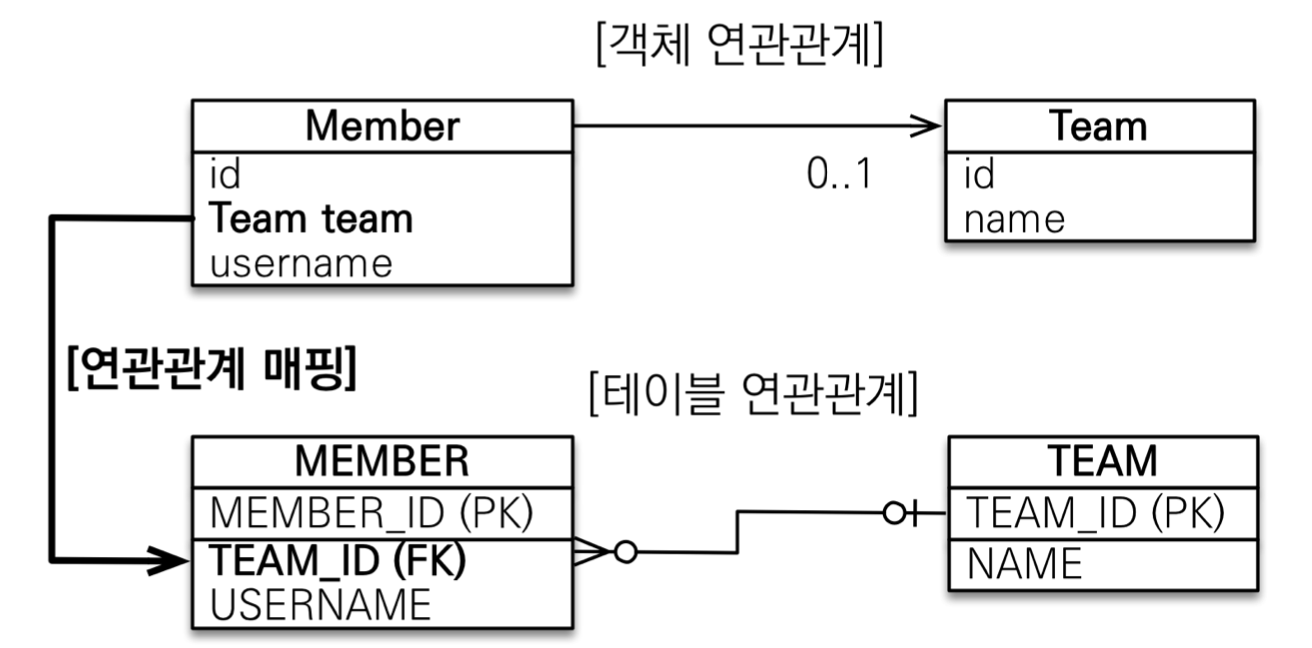 [객체 연관관계]
Member
id
Team team
username
0..1
Team
id
name
[연관관계 매핑]
[테이블 연관관계]
MEMBER
MEMBER_ID (PK)
TEAM_ID (FK)
USERNAME
TEAM
TEAM_ID (PK)
NAME